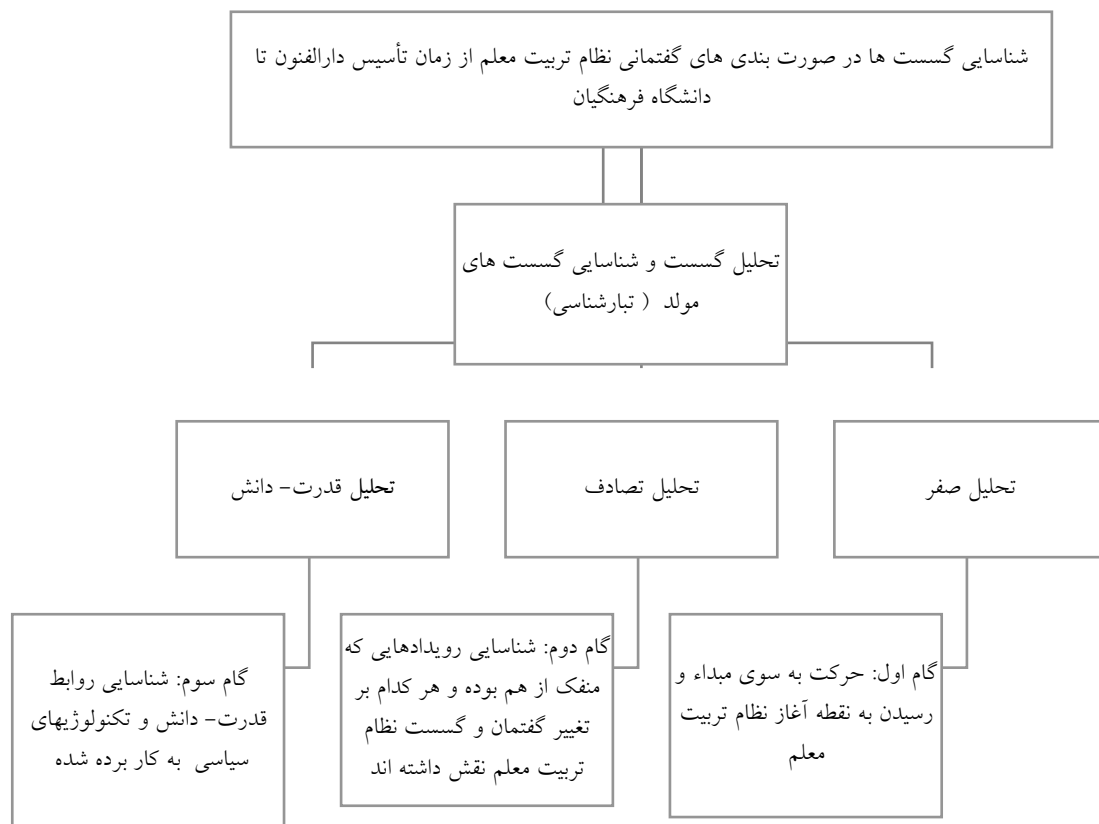 شناسایی گسست ها در صورت بندی های گفتمانی نظام تربیت معلم از زمان تأسیس دارالفنون تا
دانشگاه فرهنگیان
تحلیل گسست و شناسایی گسست های
مولد ( تبارشناسی)
تحلیل صفر
تحلیل تصادف
تحلیل قدرت- دانش
گام اول: حرکت به سوی مبداء و
رسیدن به نقطه آغاز نظام تربیت
معلم
گام دوم: شناسایی رویدادهایی که
منفک از هم بوده و هر کدام بر
تغییر گفتمان و گسست نظام
تربیت معلم نقش داشته اند
گام سوم: شناسایی روابط
قدرت- دانش و تکنولوژیهای
سیاسی به کار برده شده